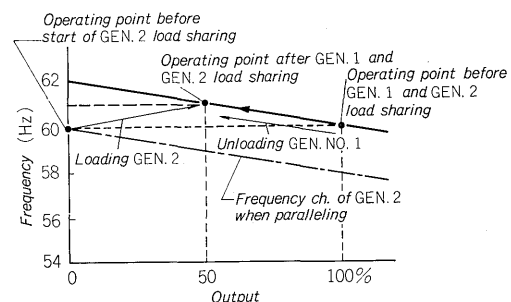 Operating point before
start of GEN. 2 load sharing
Operating point after GEN. 1 and
GEN. 2 load sharing
Operating point before
GEN. 1 and GEN. 2
load sharing
62
60
58
56
54
Frequency (Hz)
Loading GEN. 2
Unloading GEN. NO. 1
Frequency ch. of GEN. 2
when paralleling
0
50
100%
Output